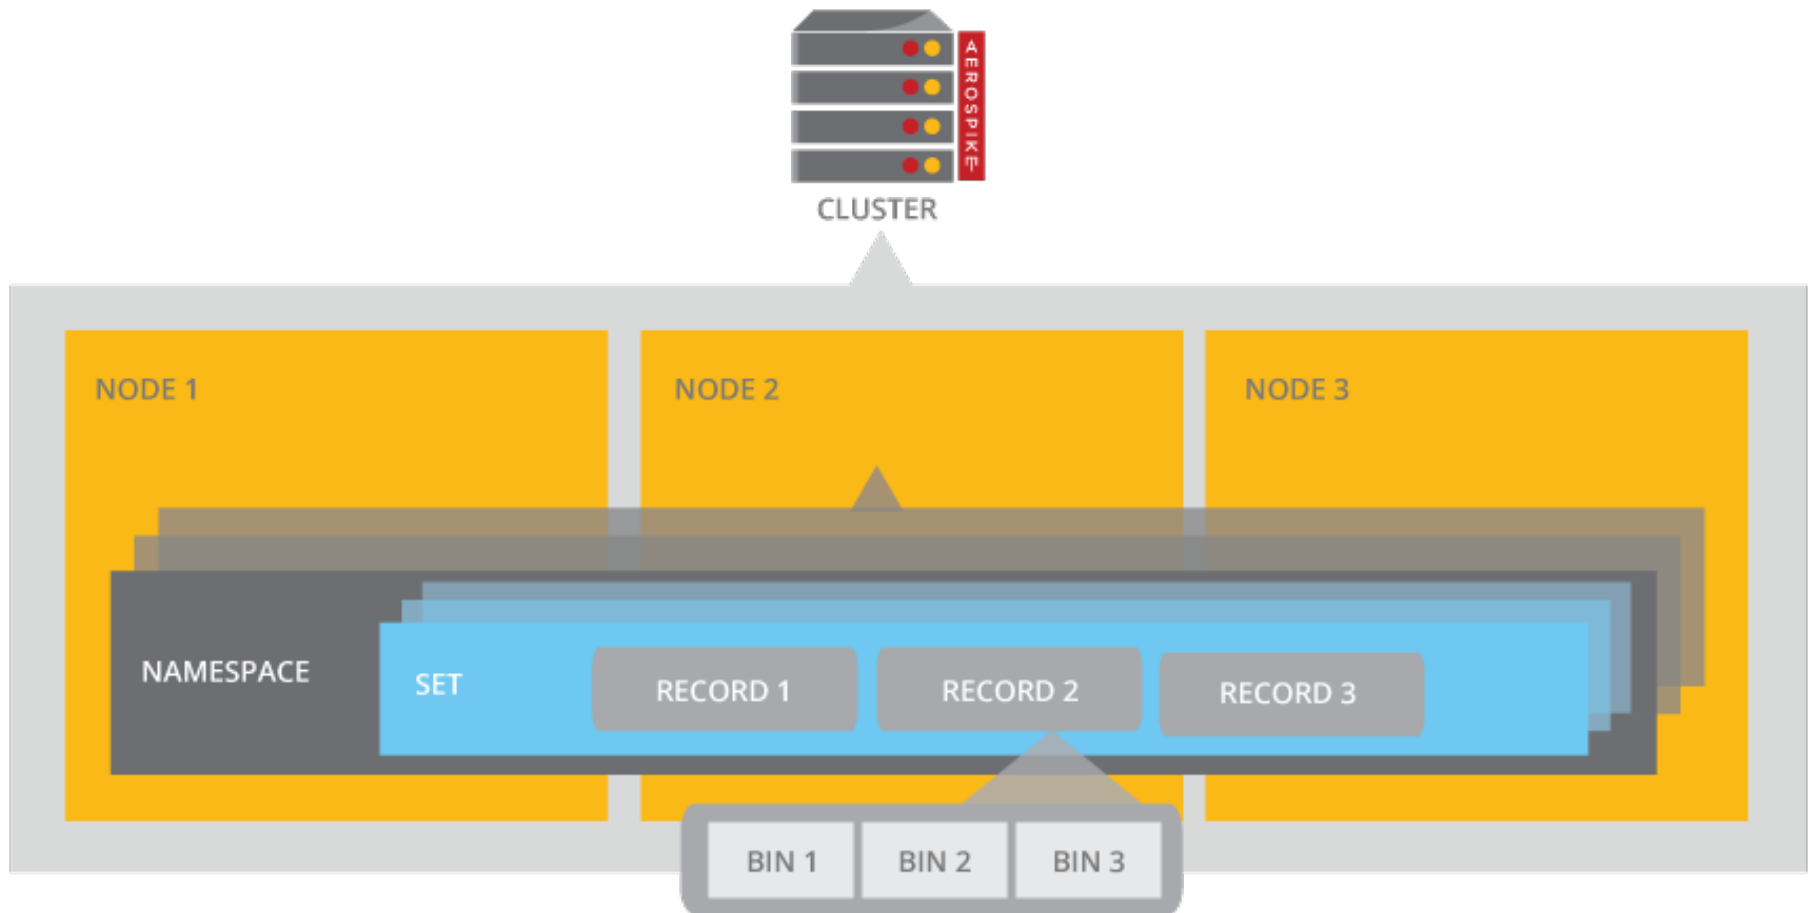 AEROSPIKE
CLUSTER
NODE 1
NODE 2
NODE 3
NAMESPACE
SET
RECORD 1
RECORD 2
RECORD 3
BIN 1
BIN 2
BIN 3